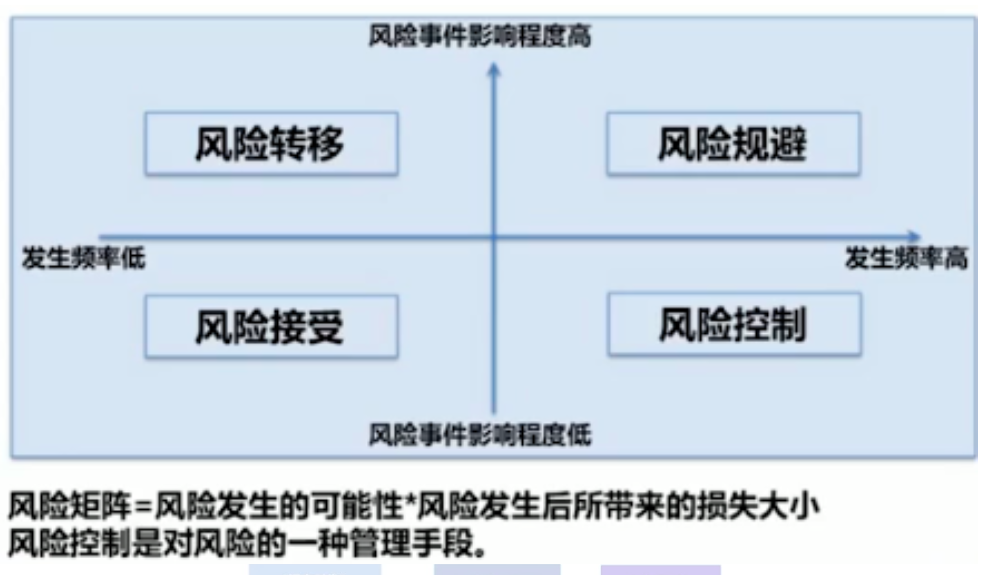 风险事件影响程度高
风险转移
风险规避
发生频率低
发生频率高
风险接受
风险控制
风险事件影响程度低
风险矩阵=风险发生的可能性*风险发生后所带来的损失大小
风险控制是对风险的一种管理手段。